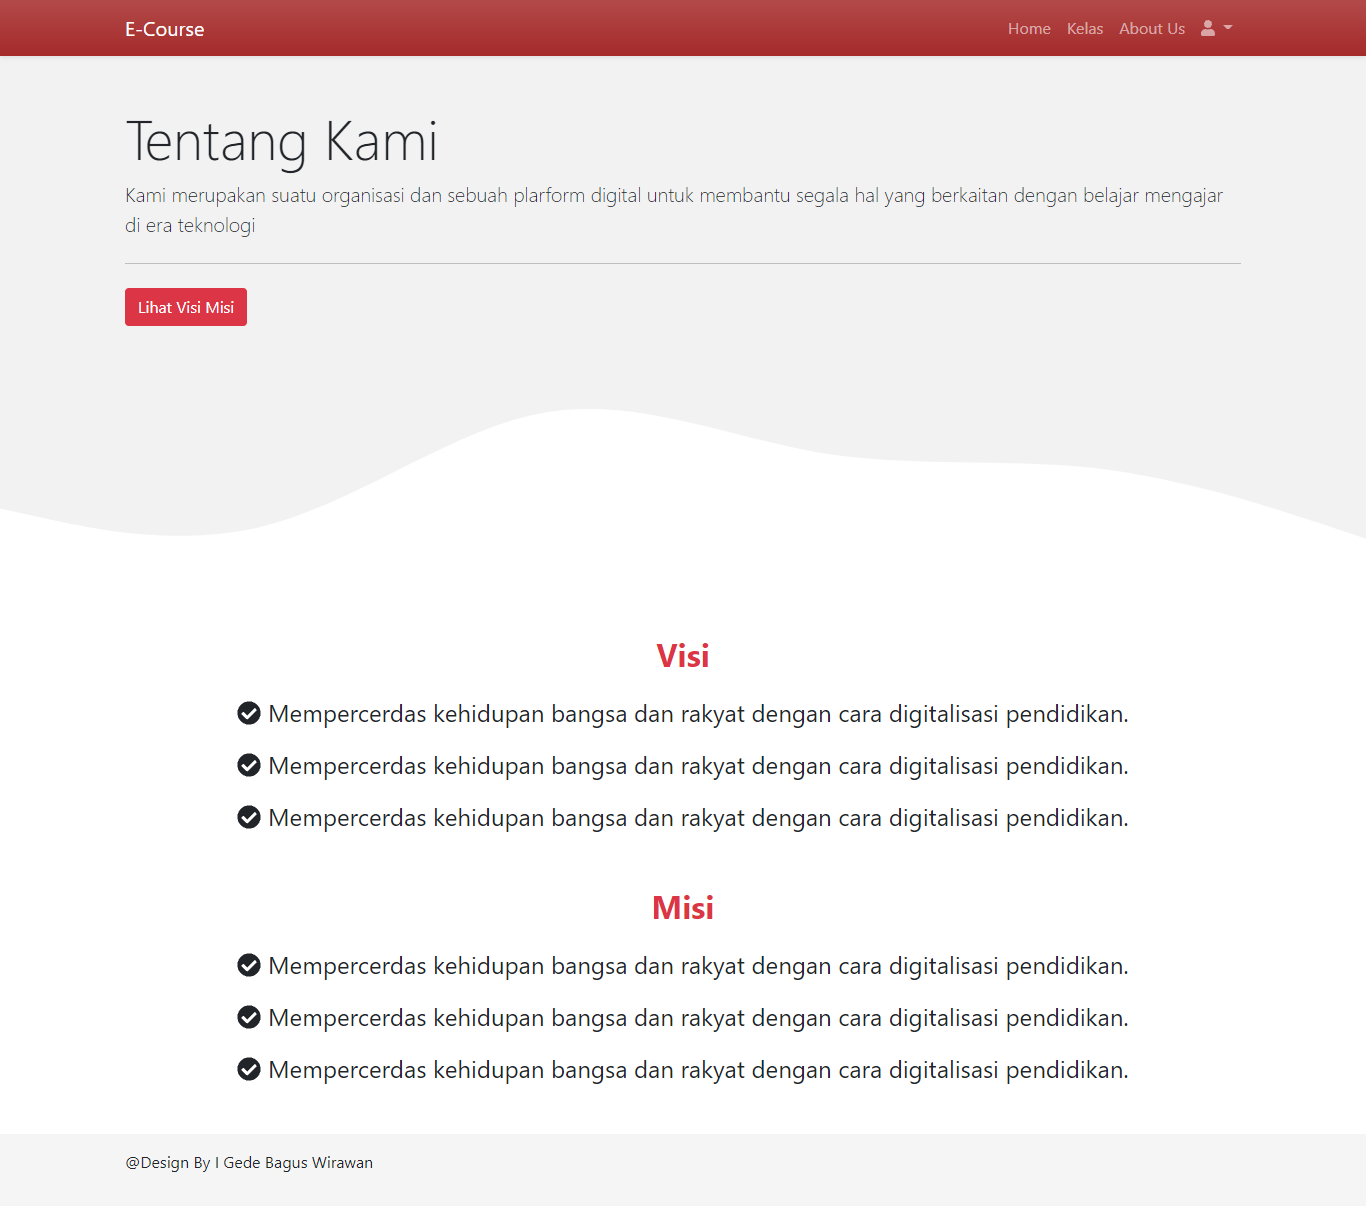 E-Course
Home Kelas About Us
Tentang Kami
Kami merupakan suatu organisasi dan sebuah plarform digital untuk membantu segala hal yang berkaitan dengan belajar mengajar
di era teknologi
Lihat Visi Misi
Visi
Mempercerdas kehidupan bangsa dan rakyat dengan cara digitalisasi pendidikan.
Mempercerdas kehidupan bangsa dan rakyat dengan cara digitalisasi pendidikan.
Mempercerdas kehidupan bangsa dan rakyat dengan cara digitalisasi pendidikan.
Misi
Mempercerdas kehidupan bangsa dan rakyat dengan cara digitalisasi pendidikan.
Mempercerdas kehidupan bangsa dan rakyat dengan cara digitalisasi pendidikan.
Mempercerdas kehidupan bangsa dan rakyat dengan cara digitalisasi pendidikan.
@Design By I Gede Bagus Wirawan